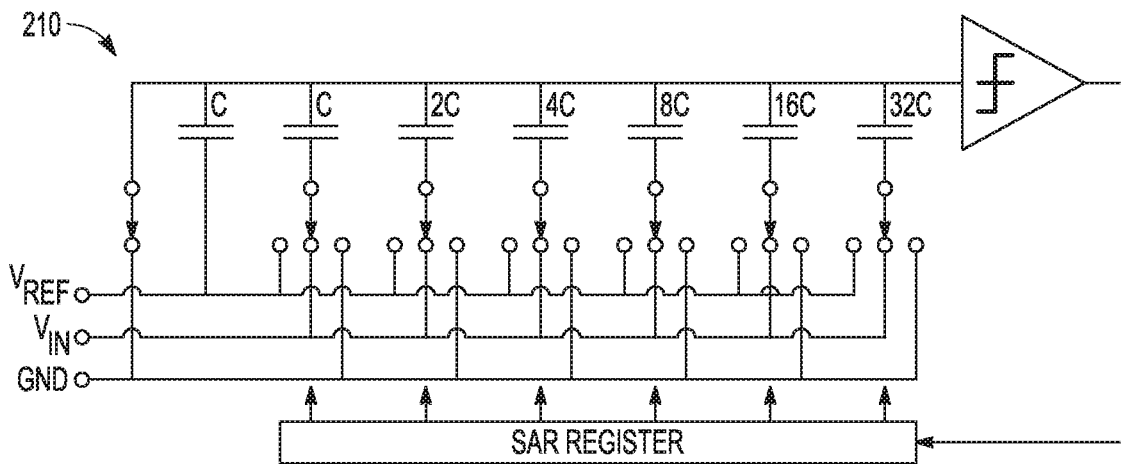 210
C C 2C 4C 8C 16C 32C
VREF
VIN
GND
SAR REGISTER